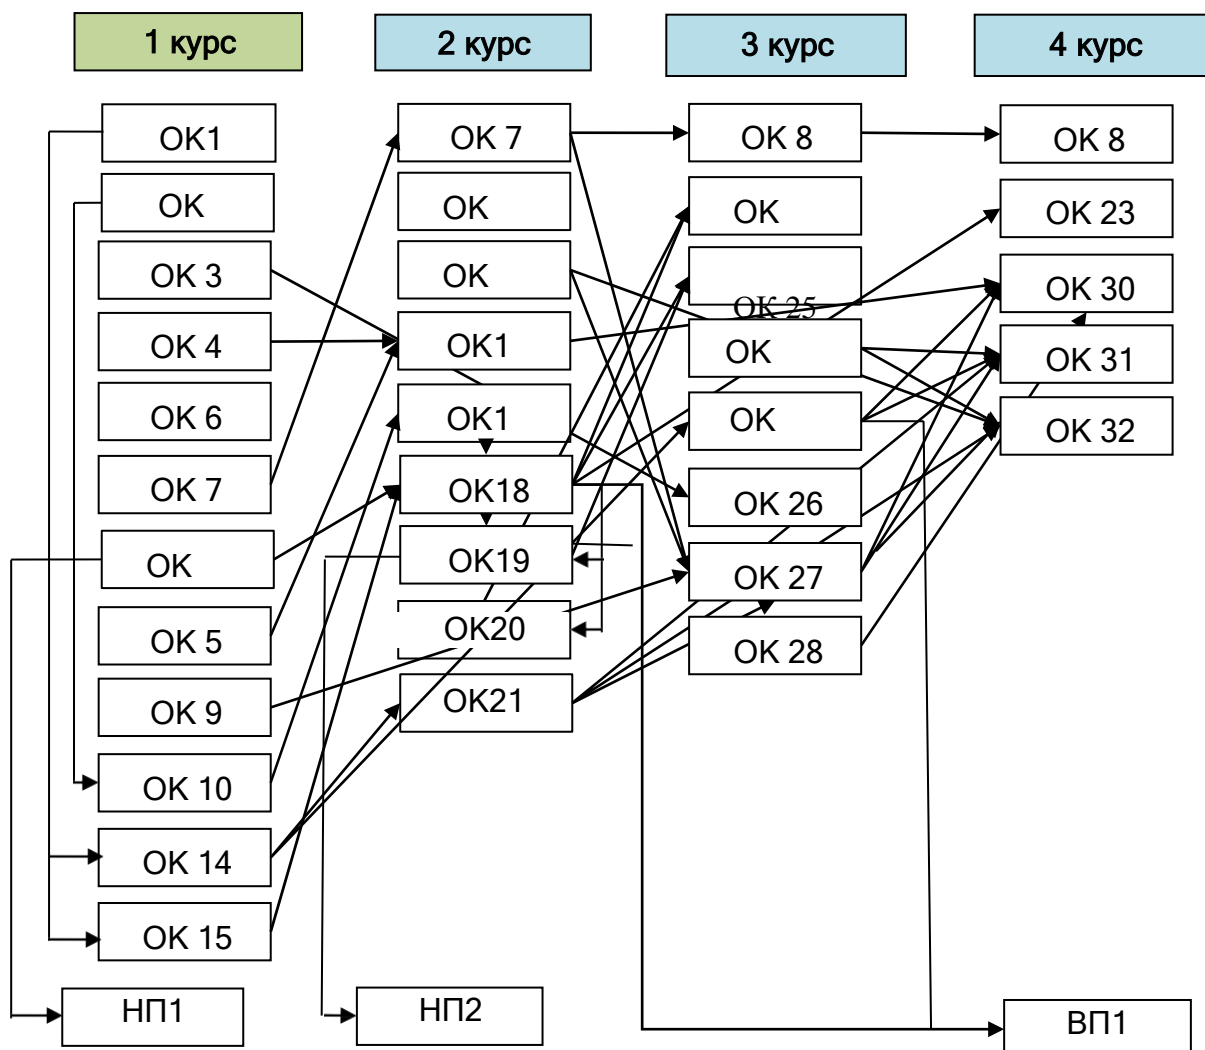 1 курс
2 курс
3 курс
4 курс
ОК1
ОК
ОК 3
ОК 4
ОК 6
ОК 7
ОК
ОК 5
ОК 9
ОК 10
ОК 14
ОК 15
НП1
ОК 7
ОК
ОК
ОК1
ОК1
ОК18
ОК19
ОК20
ОК21
НП2
ОК 8
ОК
ОК 25
ОК
ОК
ОК 26
ОК 27
ОК 28
ОК 8
ОК 23
ОК 30
ОК 31
ОК 32
ВП1